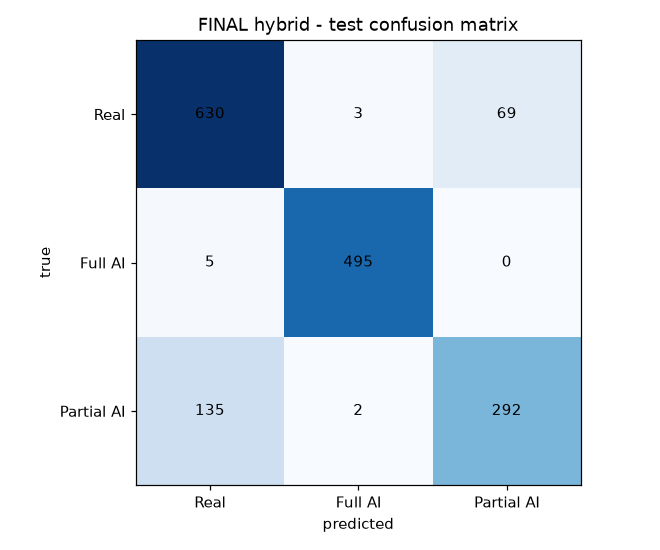 FINAL hybrid - test confusion matrix
Real 630 3 69
Full AI 5 495 0
Partial AI 135 2 292
true
Real Full AI Partial AI
predicted